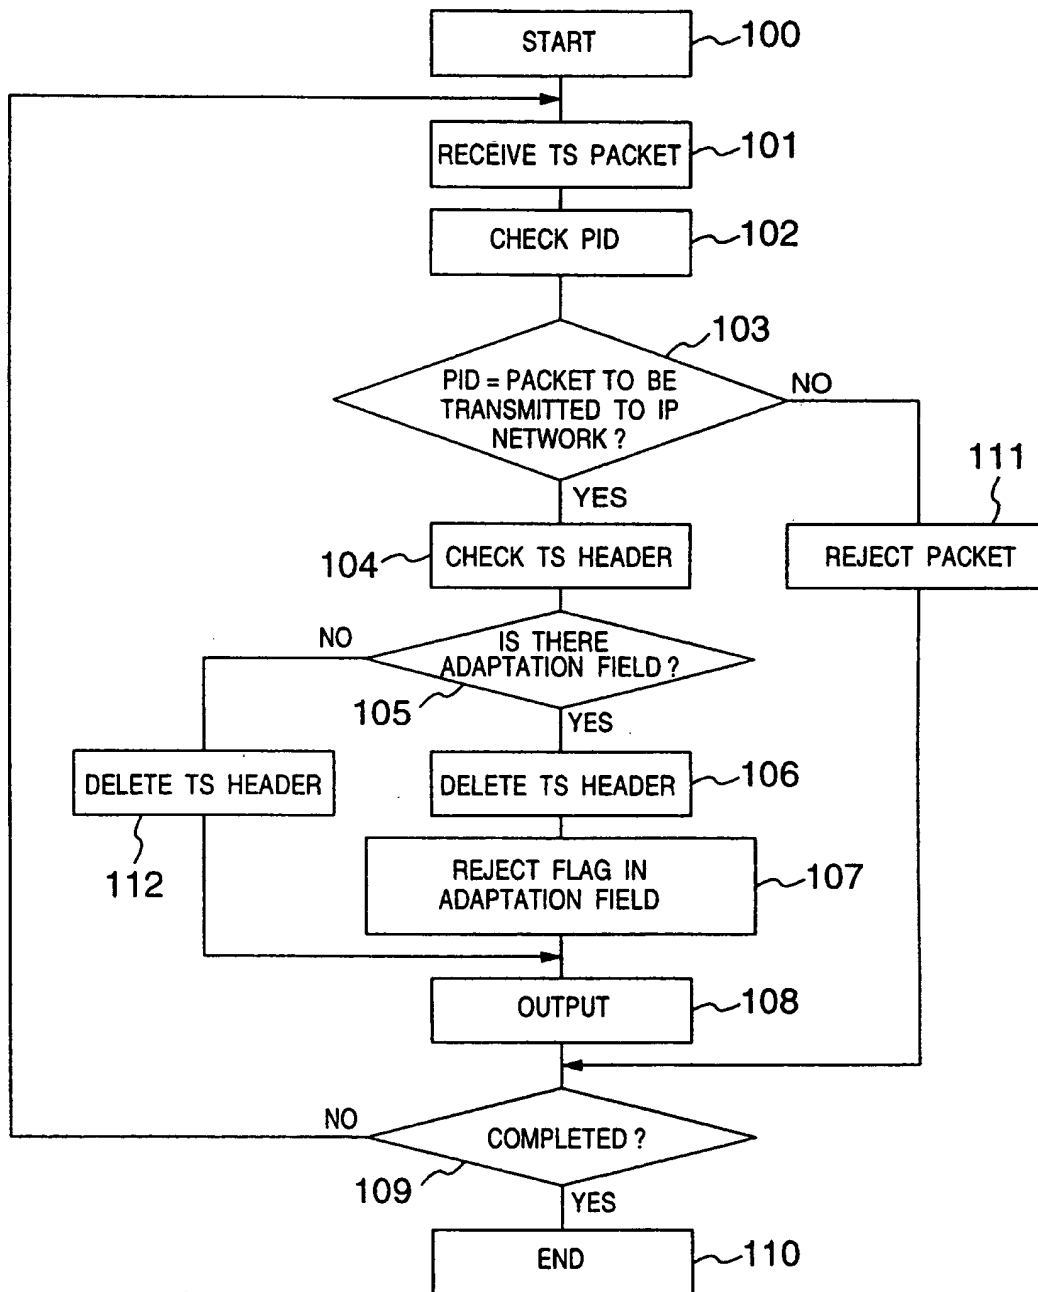 START
100
RECEIVE TS PACKET
101
CHECK PID
102
103
PID = PACKET TO BE
TRANSMITTED TO IP
NETWORK ?
NO
YES
111
104
CHECK TS HEADER
REJECT PACKET
NO
IS THERE
ADAPTATION FIELD ?
105
YES
DELETE TS HEADER
112
DELETE TS HEADER
106
REJECT FLAG IN
ADAPTATION FIELD
107
OUTPUT
108
NO
COMPLETED ?
109
YES
END
110